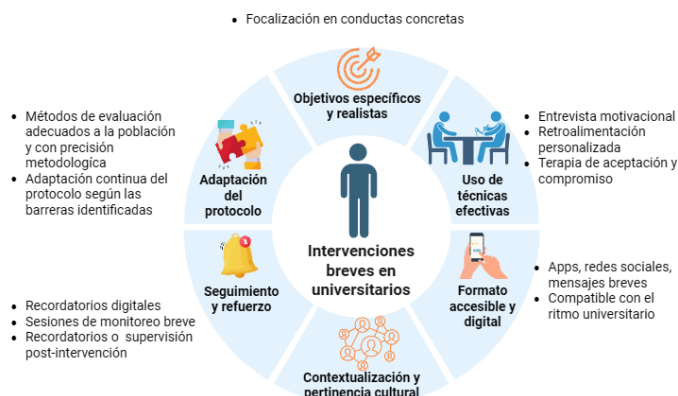 • Focalización en conductas concretas
Objetivos específicos
y realistas
• Entrevista motivacional
• Retroalimentación
personalizada
• Terapia de aceptación y
compromiso
Uso de
técnicas
efectivas
• Apps, redes sociales,
mensajes breves
• Compatible con el
ritmo universitario
Formato
accesible y
digital
Contextualización y
pertinencia cultural
• Recordatorios digitales
• Sesiones de monitoreo breve
• Recordatorios o supervisión
post-intervención
Seguimiento
y refuerzo
• Métodos de evaluación
adecuados a la población
y con precisión
metodologíca
• Adaptación continua del
protocolo según las
barreras identificadas
Adaptación
del
protocolo
Intervenciones
breves en
universitarios